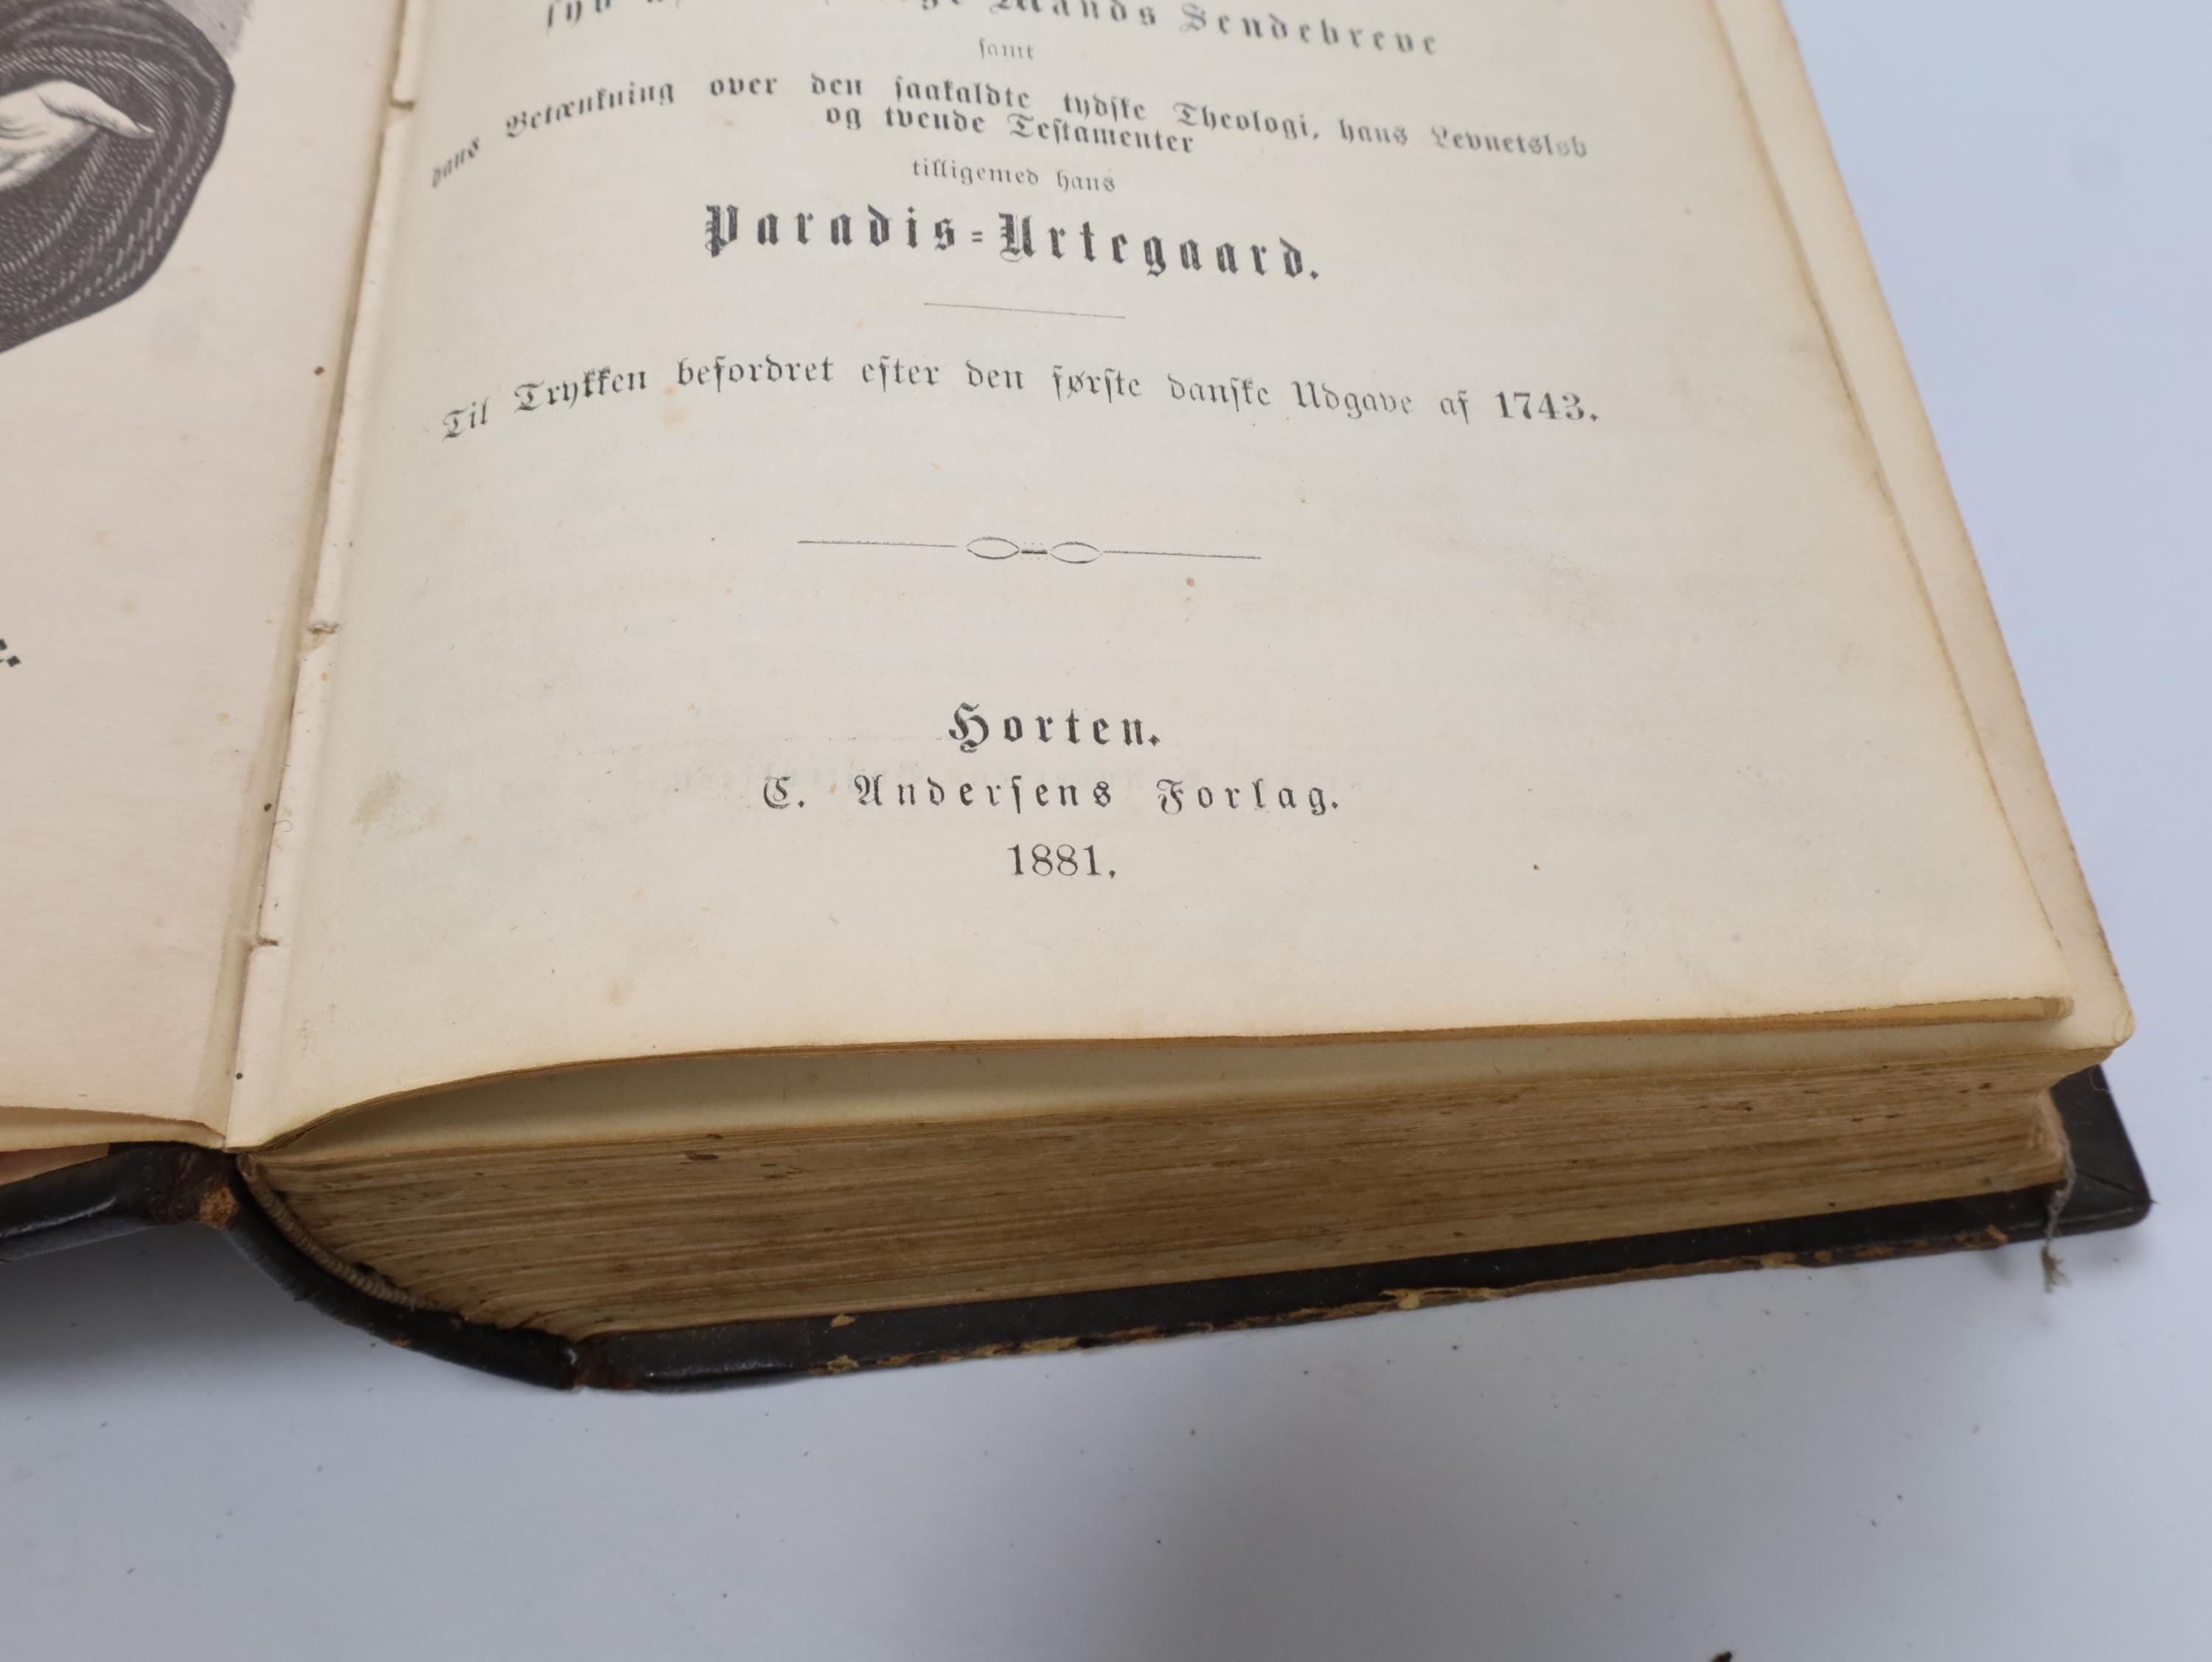 Mands Sendebreve
samt
hans Betænkning over den saakaldte tydske Theologi, hans Levnetsløb
og tvende Testamenter
tilligemed hans
Paradis=Urtegaard.
Til Trykken befordret efter den første danske Udgave af 1743.
Horten.
C. Andersens Forlag.
1881.